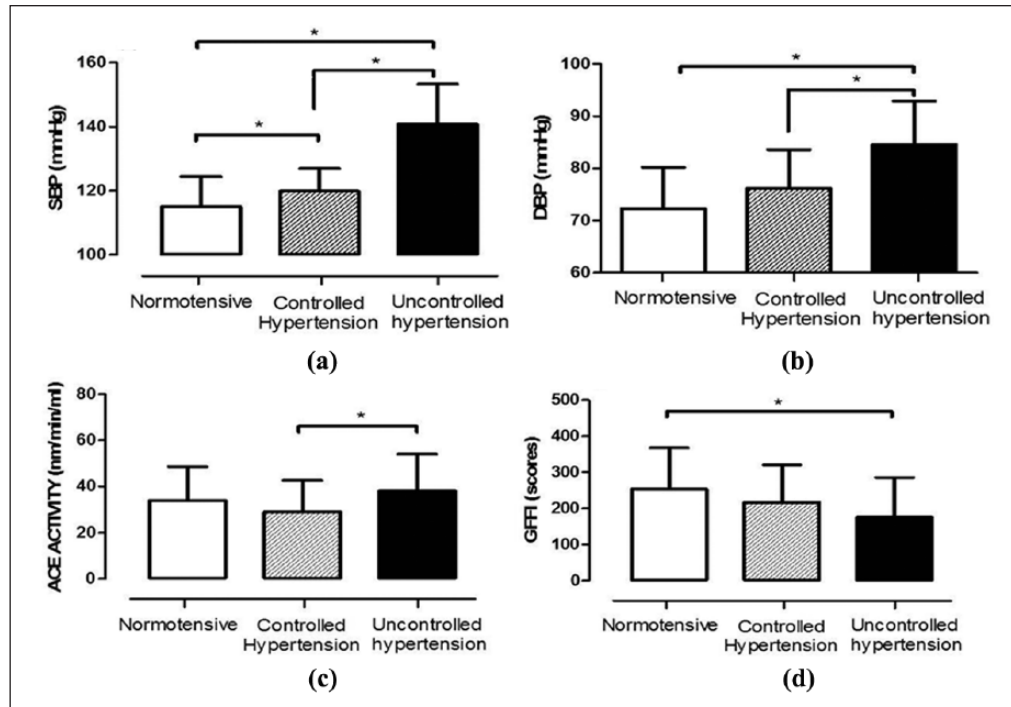 *
*
*
160
140
120
100
SBP (mmHg)
Normotensive
Controlled
Hypertension
Uncontrolled
hypertension
(a)
*
*
100
90
80
70
60
DBP (mmHg)
Normotensive
Controlled
Hypertension
Uncontrolled
hypertension
(b)
*
80
60
40
20
0
ACE ACTIVITY (nm/min/ml)
Normotensive
Controlled
Hypertension
Uncontrolled
hypertension
(c)
*
500
400
300
200
100
0
GFFI (scores)
Normotensive
Controlled
Hypertension
Uncontrolled
hypertension
(d)